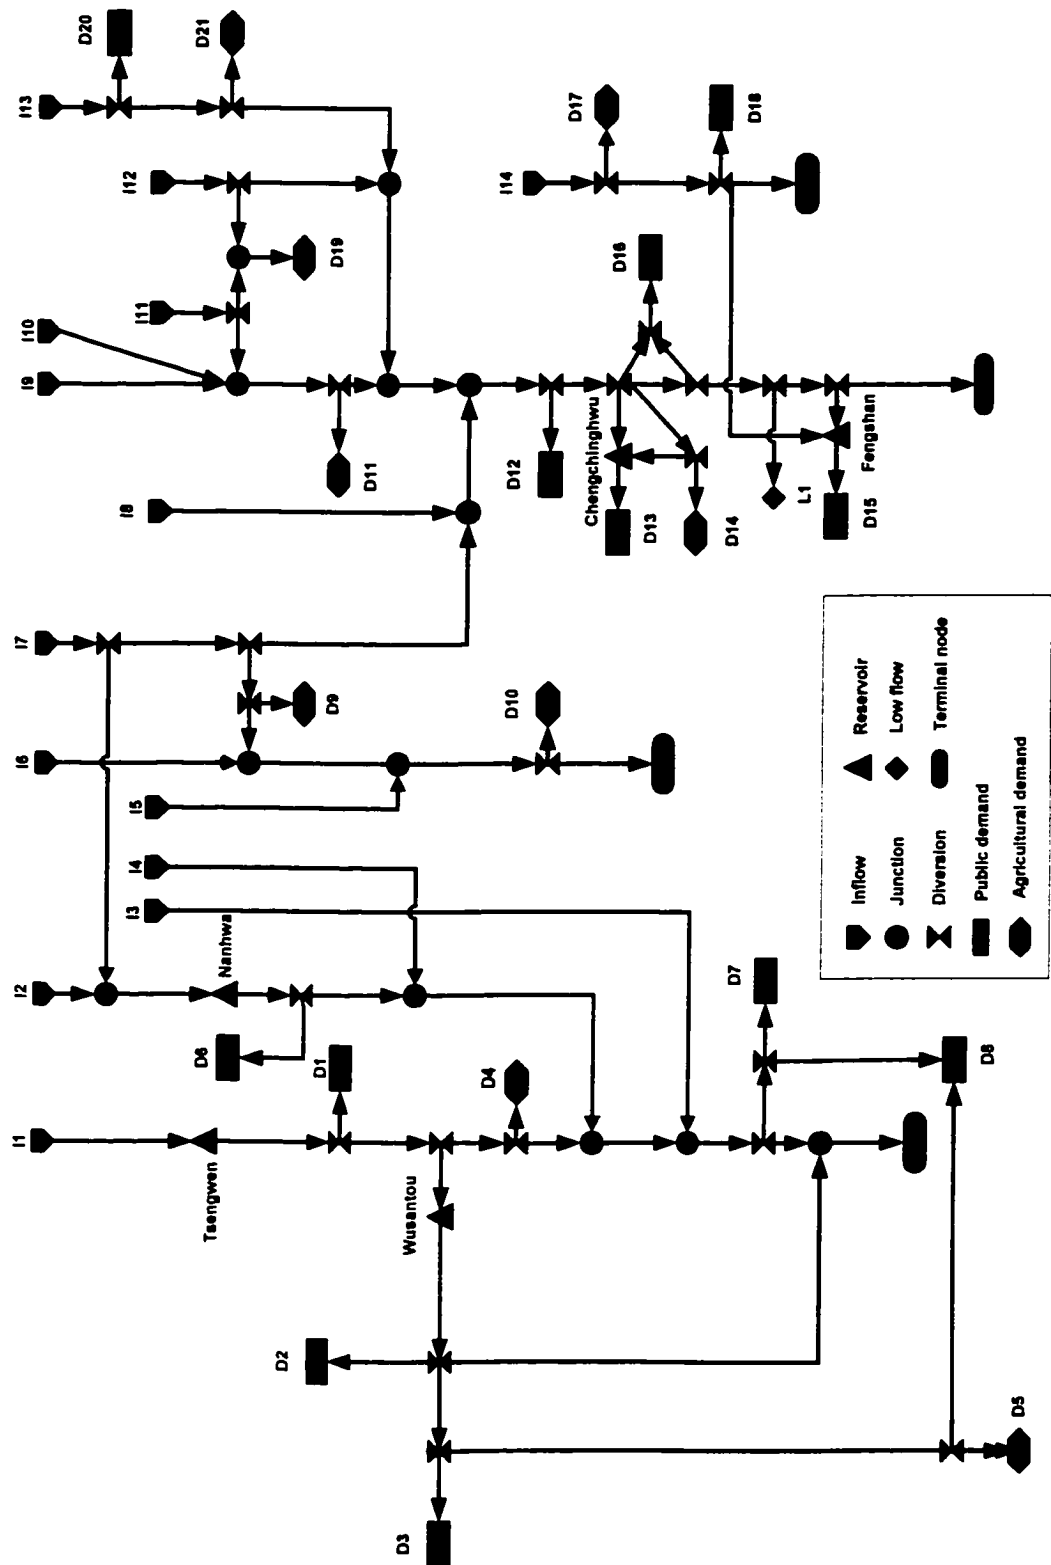 I1
I2
I3
I4
I5
I6
I7
I8
I9
I10
I11
I12
I13
I14
Tsengwen
Nanhwa
Wusantou
Chengchinghwu
Fengshan
D1
D2
D3
D4
D5
D6
D7
D8
D9
D10
D11
D12
D13
D14
D15
D16
D17
D18
D19
D20
D21
L1
Inflow
Junction
Diversion
Public demand
Agricultural demand
Reservoir
Low flow
Terminal node